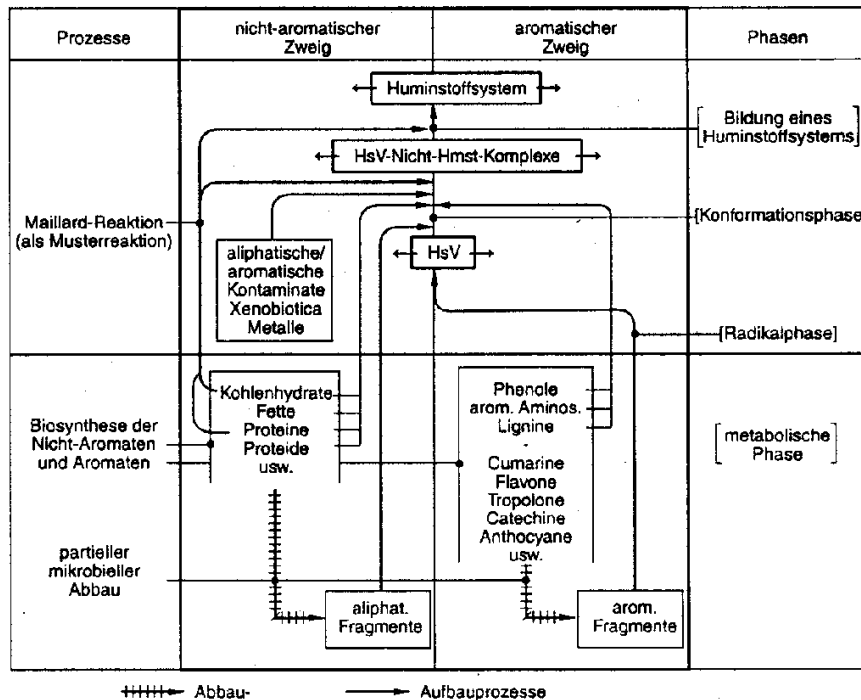 Prozesse
nicht-aromatischer
Zweig
aromatischer
Zweig
Phasen
Huminstoffsystem
Bildung eines
Huminstoffsystems
HsV-Nicht-Hmst-Komplexe
Maillard-Reaktion
(als Musterreaktion)
[Konformationsphase
aliphatische/
aromatische
Kontaminate
Xenobiotica
Metalle
HsV
[Radikalphase]
Biosynthese der
Nicht-Aromaten
und Aromaten
Kohlenhydrate
Fette
Proteine
Proteide
usw.
Phenole
arom. Aminos.
Lignine
Cumarine
Flavone
Tropolone
Catechine
Anthocyane
usw.
metabolische
Phase
partieller
mikrobieller
Abbau
aliphat.
Fragmente
arom.
Fragmente
Abbau-
Aufbauprozesse